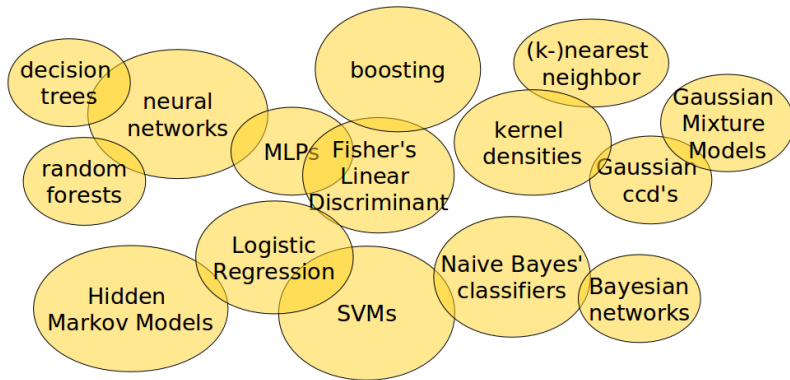 decision
trees
neural
networks
boosting
(k-)nearest
neighbor
Gaussian
Mixture
Models
random
forests
MLPs
Fisher's
Linear
Discriminant
kernel
densities
Gaussian
ccd's
Hidden
Markov Models
Logistic
Regression
SVMs
Naive Bayes'
classifiers
Bayesian
networks